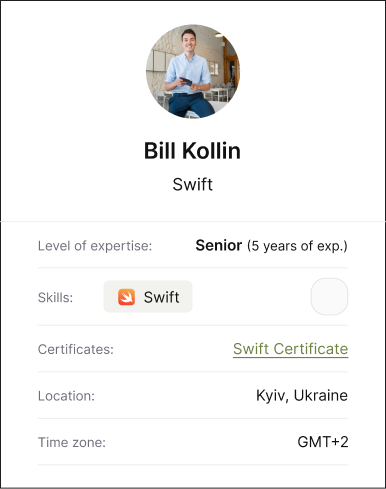 Bill Kollin
Swift
Level of expertise: Senior (5 years of exp.)
Skills: Swift
Certificates: Swift Certificate
Location: Kyiv, Ukraine
Time zone: GMT+2